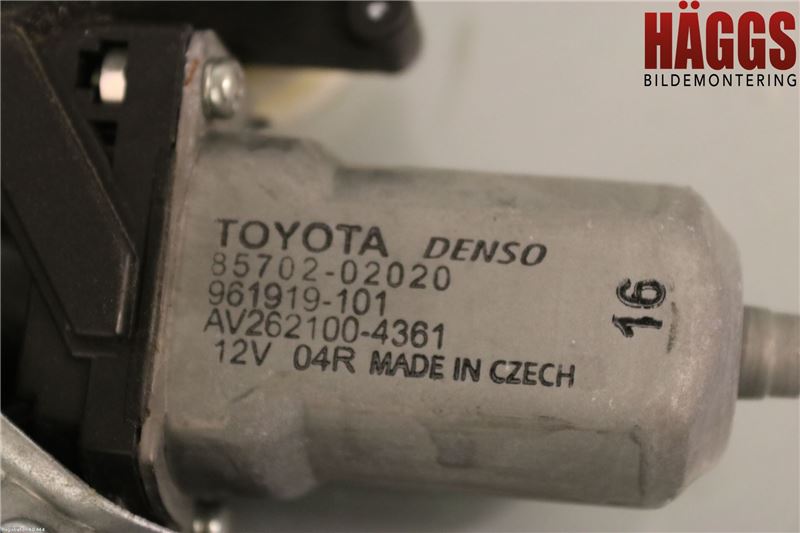 HÄGGS
BILDEMONTERING
TOYOTA DENSO
85702-02020
961919-101
AV262100-4361
12V 04R MADE IN CZECH
16